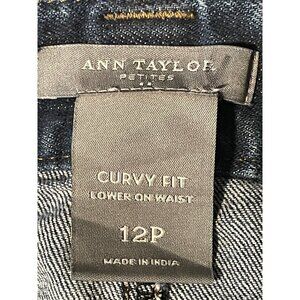 ANN TAYLOR
PETITES
CURVY FIT
LOWER ON WAIST
12P
MADE IN INDIA